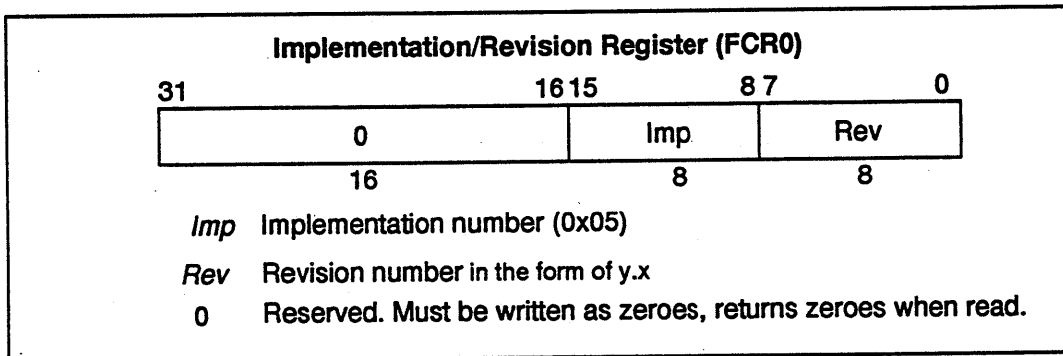 Implementation/Revision Register (FCR0)
31 16 15 8 7 0
0 Imp Rev
16 8 8
Imp Implementation number (0x05)
Rev Revision number in the form of y.x
0 Reserved. Must be written as zeroes, returns zeroes when read.